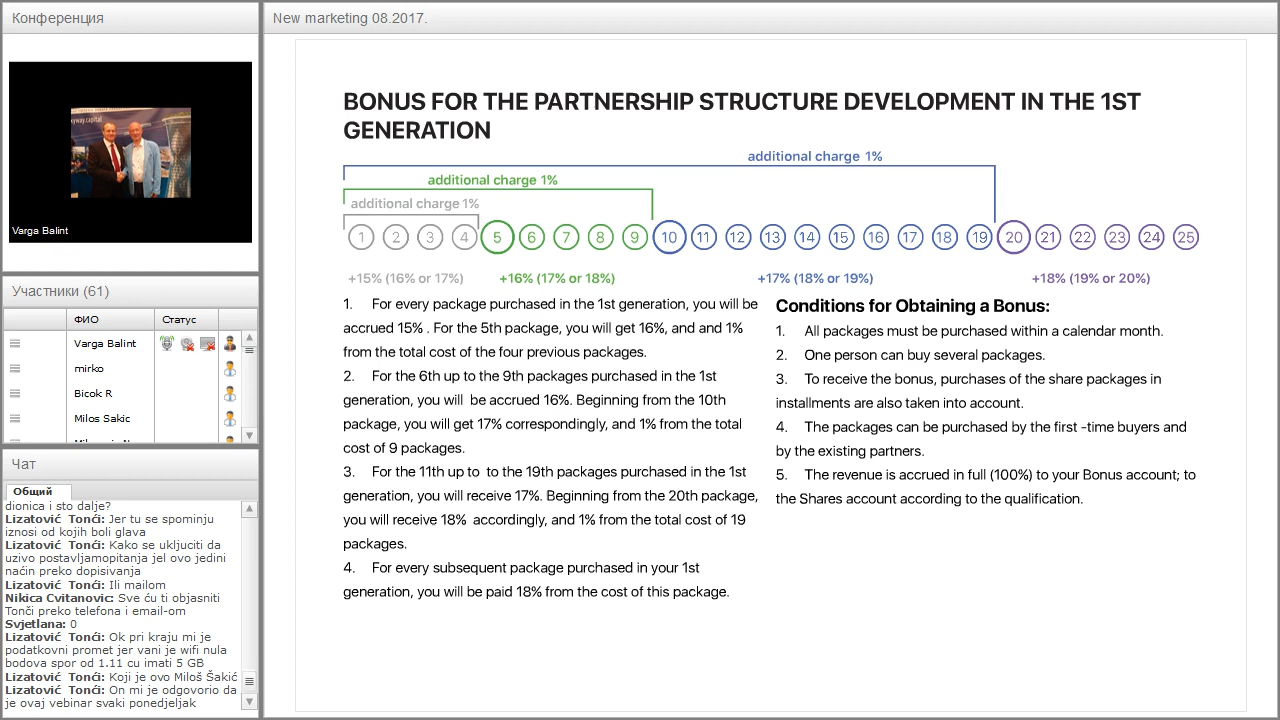 Конференция
xyway.capital
Varga Balint
Участники (61)
ФИО Статус
Varga Balint
mirko
Bicok R
Milos Sakic
Чат
Общий
dionica i sto dalje?
Lizatović Tonći: Jer tu se spominju
iznosi od kojih boli glava
Lizatović Tonći: Kako se ukljuciti da
uzivo postavljamopitanja jel ovo jedini
naćin preko dopisivanja
Lizatović Tonći: Ili mailom
Nikica Cvitanovic: Sve ću ti objasniti
Tonči preko telefona i email-om
Svjetlana: 0
Lizatović Tonći: Ok pri kraju mi je
podatkovni promet jer vani je wifi nula
bodova spor od 1.11 cu imati 5 GB
Lizatović Tonći: Koji je ovo Miloš Šakić
Lizatović Tonći: On mi je odgovorio da
je ovaj vebinar svaki ponedjeljak
New marketing 08.2017.
BONUS FOR THE PARTNERSHIP STRUCTURE DEVELOPMENT IN THE 1ST
GENERATION
additional charge 1%
additional charge 1%
additional charge 1%
1 2 3 4 5 6 7 8 9 10 11 12 13 14 15 16 17 18 19 20 21 22 23 24 25
+15% (16% or 17%) +16% (17% or 18%) +17% (18% or 19%) +18% (19% or 20%)
1. For every package purchased in the 1st generation, you will be
accrued 15% . For the 5th package, you will get 16%, and and 1%
from the total cost of the four previous packages.
2. For the 6th up to the 9th packages purchased in the 1st
generation, you will be accrued 16%. Beginning from the 10th
package, you will get 17% correspondingly, and 1% from the total
cost of 9 packages.
3. For the 11th up to to the 19th packages purchased in the 1st
generation, you will receive 17%. Beginning from the 20th package,
you will receive 18% accordingly, and 1% from the total cost of 19
packages.
4. For every subsequent package purchased in your 1st
generation, you will be paid 18% from the cost of this package.
Conditions for Obtaining a Bonus:
1. All packages must be purchased within a calendar month.
2. One person can buy several packages.
3. To receive the bonus, purchases of the share packages in
installments are also taken into account.
4. The packages can be purchased by the first -time buyers and
by the existing partners.
5. The revenue is accrued in full (100%) to your Bonus account; to
the Shares account according to the qualification.